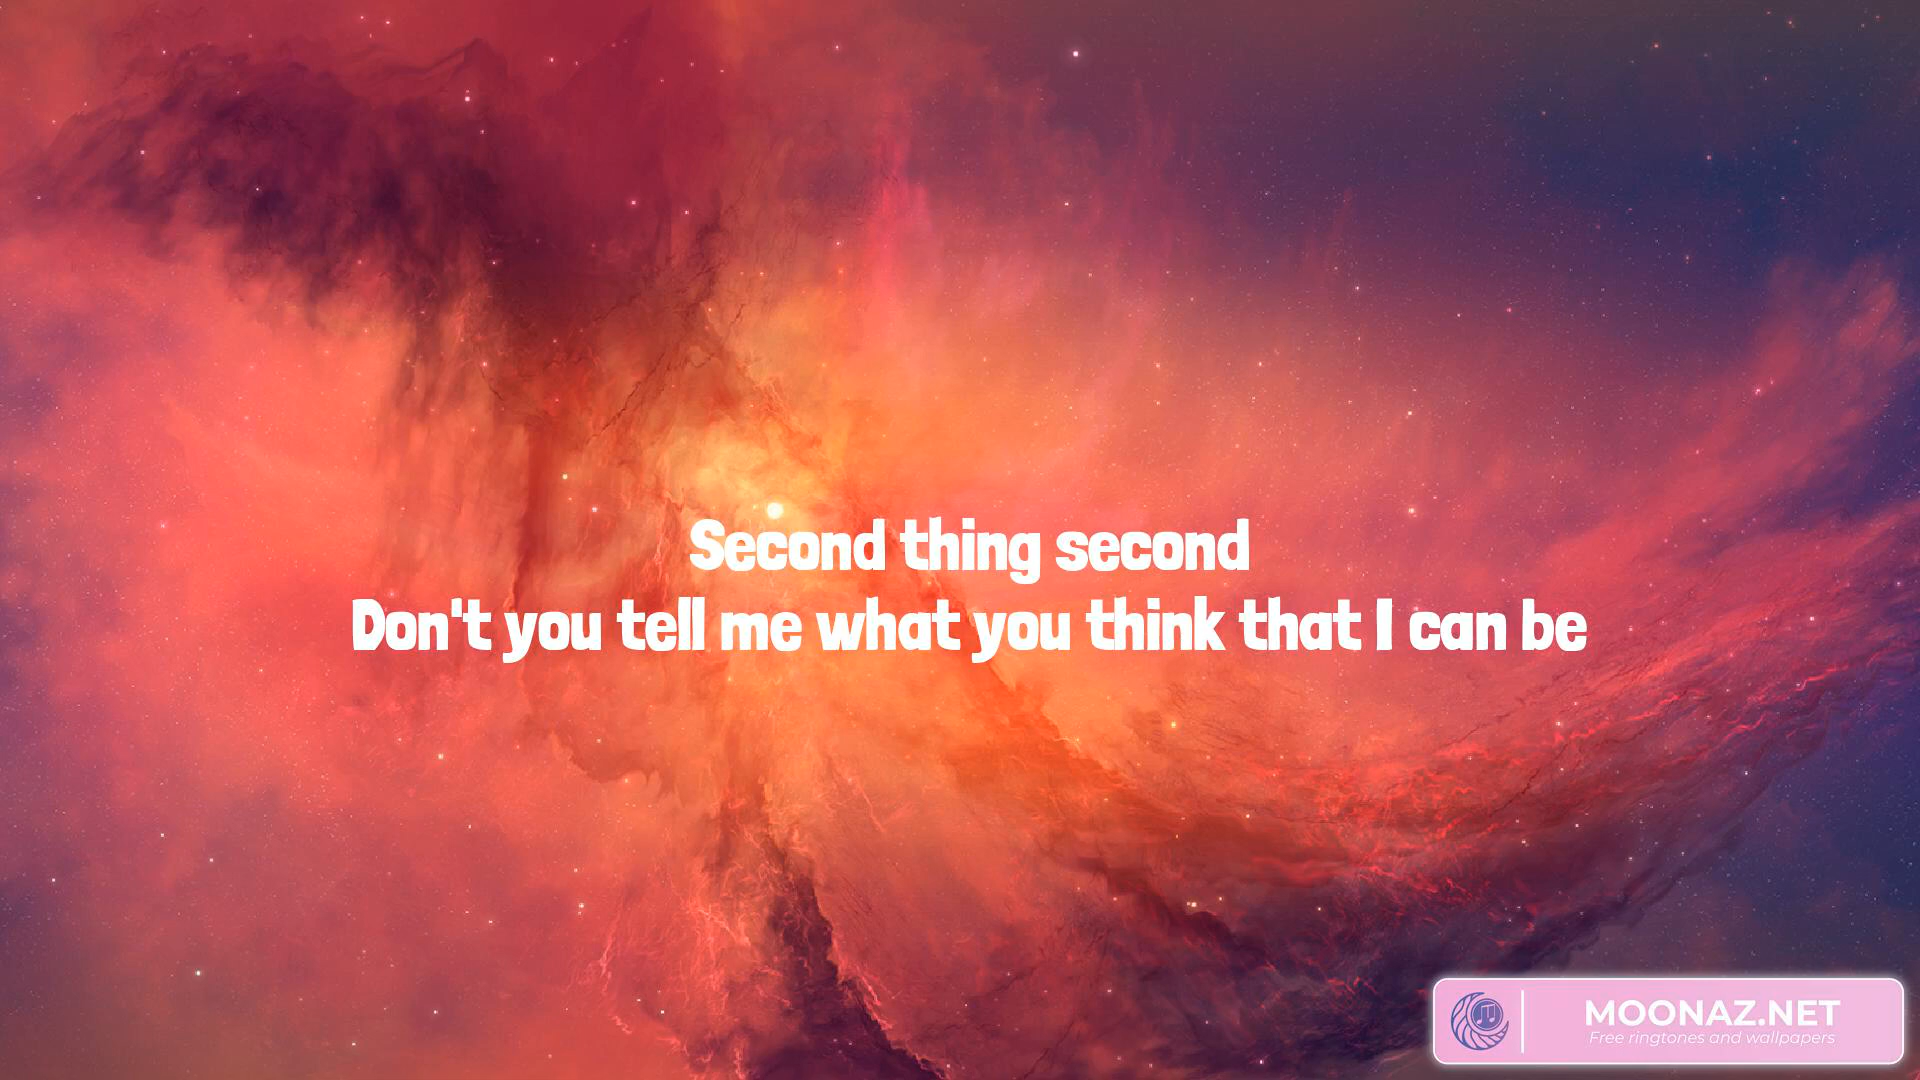 Second thing second
Don't you tell me what you think that I can be
MOONAZ.NET
Free ringtones and wallpapers